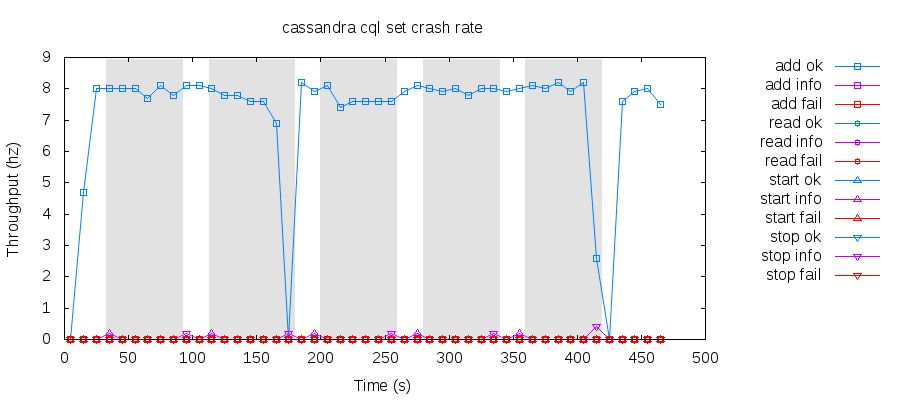 cassandra cql set crash rate
Throughput (hz)
9
8
7
6
5
4
3
2
1
0
0 50 100 150 200 250 300 350 400 450 500
Time (s)
add ok
add info
add fail
read ok
read info
read fail
start ok
start info
start fail
stop ok
stop info
stop fail